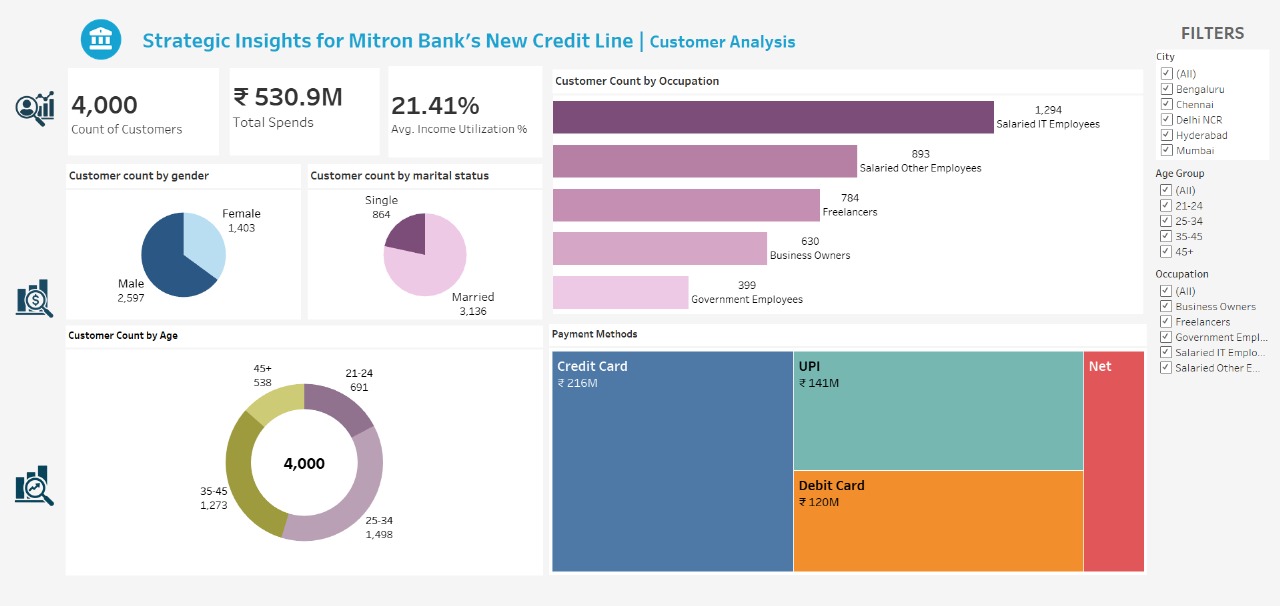 Strategic Insights for Mitron Bank's New Credit Line | Customer Analysis
4,000
Count of Customers
₹ 530.9M
Total Spends
21.41%
Avg. Income Utilization %
Customer count by gender
Female
1,403
Male
2,597
Customer count by marital status
Single
864
Married
3,136
Customer Count by Occupation
1,294
Salaried IT Employees
893
Salaried Other Employees
784
Freelancers
630
Business Owners
399
Government Employees
Customer Count by Age
45+
538
21-24
691
4,000
35-45
1,273
25-34
1,498
Payment Methods
Credit Card
₹ 216M
UPI
₹ 141M
Debit Card
₹ 120M
Net
FILTERS
City
(All)
Bengaluru
Chennai
Delhi NCR
Hyderabad
Mumbai
Age Group
(All)
21-24
25-34
35-45
45+
Occupation
(All)
Business Owners
Freelancers
Government Empl...
Salaried IT Emplo...
Salaried Other E...